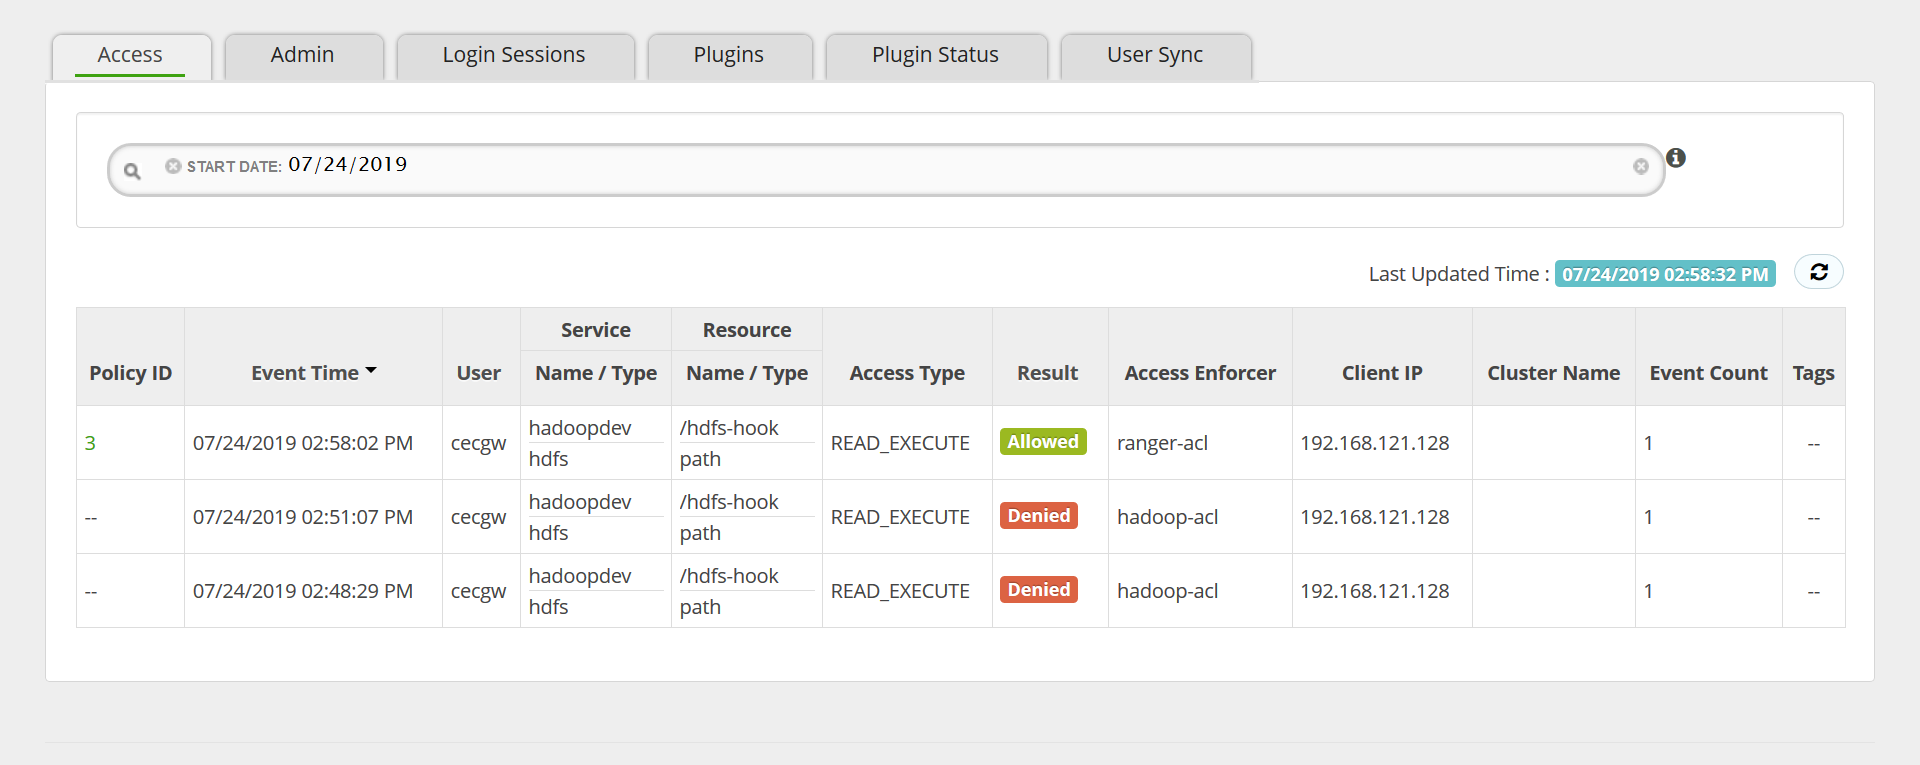 Access Admin Login Sessions Plugins Plugin Status User Sync
START DATE: 07/24/2019
Last Updated Time : 07/24/2019 02:58:32 PM
Service Resource
Policy ID Event Time User Name / Type Name / Type Access Type Result Access Enforcer Client IP Cluster Name Event Count Tags
hadoopdev /hdfs-hook
3 07/24/2019 02:58:02 PM cecgw READ_EXECUTE Allowed ranger-acl 192.168.121.128 1 --
hdfs path
hadoopdev /hdfs-hook
-- 07/24/2019 02:51:07 PM cecgw READ_EXECUTE Denied hadoop-acl 192.168.121.128 1 --
hdfs path
hadoopdev /hdfs-hook
-- 07/24/2019 02:48:29 PM cecgw READ_EXECUTE Denied hadoop-acl 192.168.121.128 1 --
hdfs path